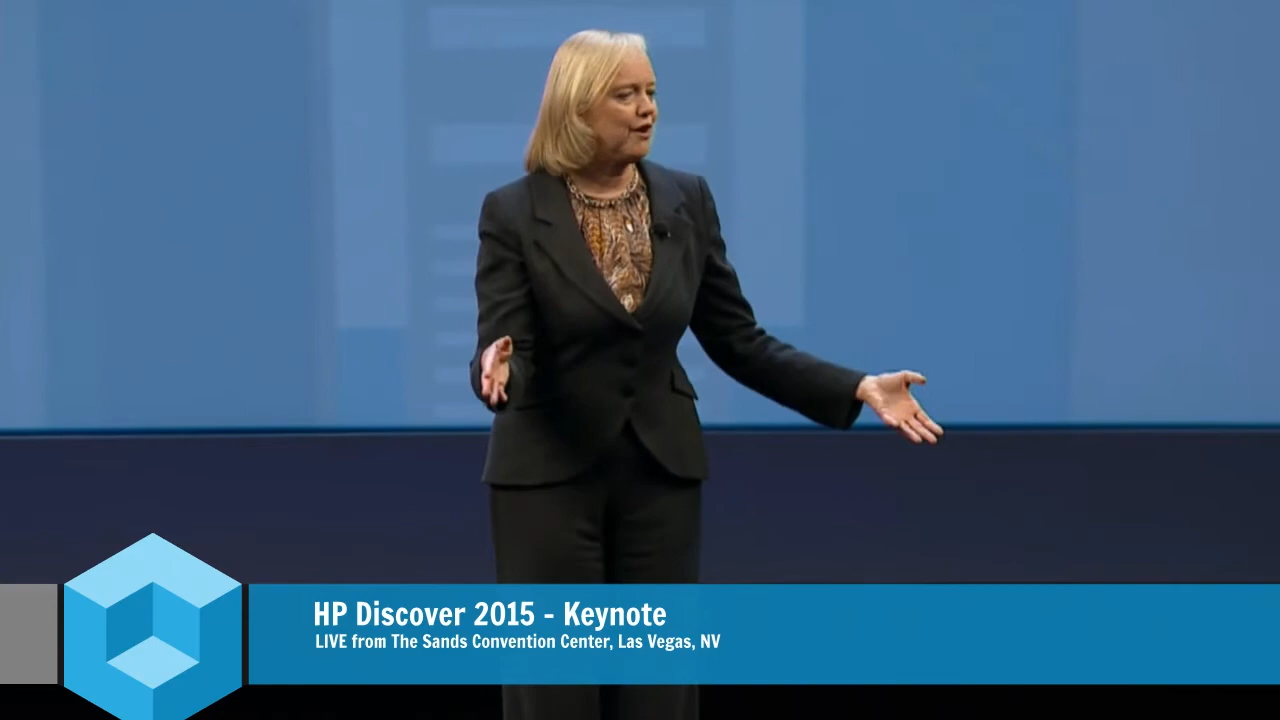 HP Discover 2015 - Keynote
LIVE from The Sands Convention Center, Las Vegas, NV